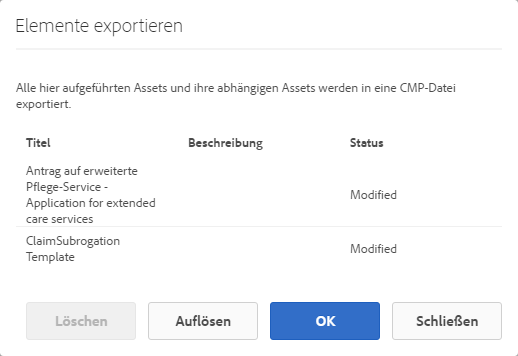 Elemente exportieren
Alle hier aufgeführten Assets und ihre abhängigen Assets werden in eine CMP-Datei
exportiert.
Titel Beschreibung Status
Antrag auf erweiterte
Pflege-Service -
Application for extended
care services
Modified
ClaimSubrogation
Template
Modified
Löschen Auflösen OK Schließen